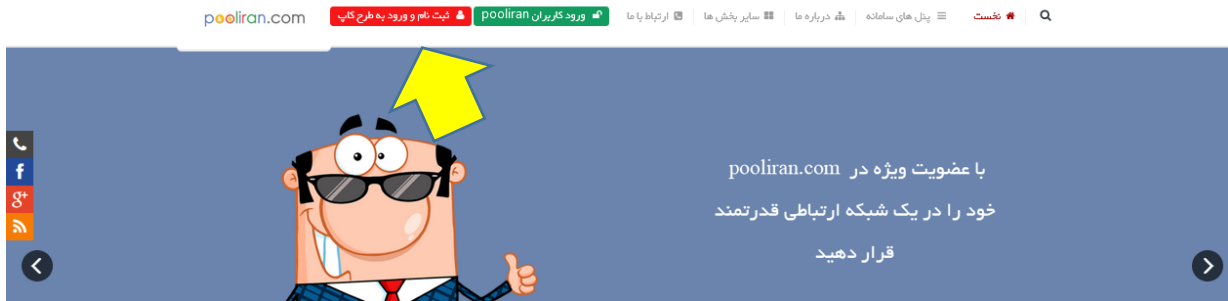 نخست
پنل های سامانه
درباره ما
سایر بخش ها
ارتباط با ما
ورود کاربران pooliran
ثبت نام و ورود به طرح کاپ
pooliran.com
f
g+
با عضویت ویژه در pooliran.com
خود را در یک شبکه ارتباطی قدرتمند
قرار دهید